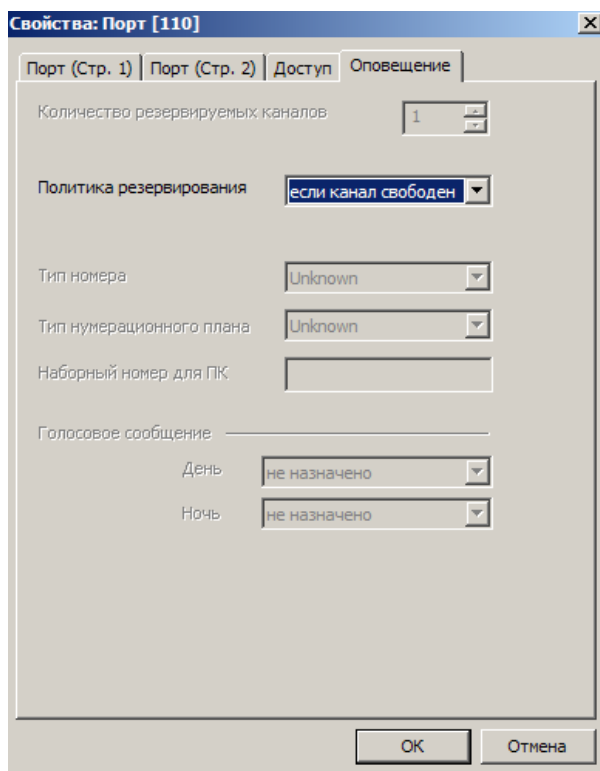 Свойства: Порт [110]
Порт (Стр. 1) Порт (Стр. 2) Доступ Оповещение
Количество резервируемых каналов 1
Политика резервирования если канал свободен
Тип номера Unknown
Тип нумерационного плана Unknown
Наборный номер для ПК
Голосовое сообщение
День не назначено
Ночь не назначено
OK Отмена